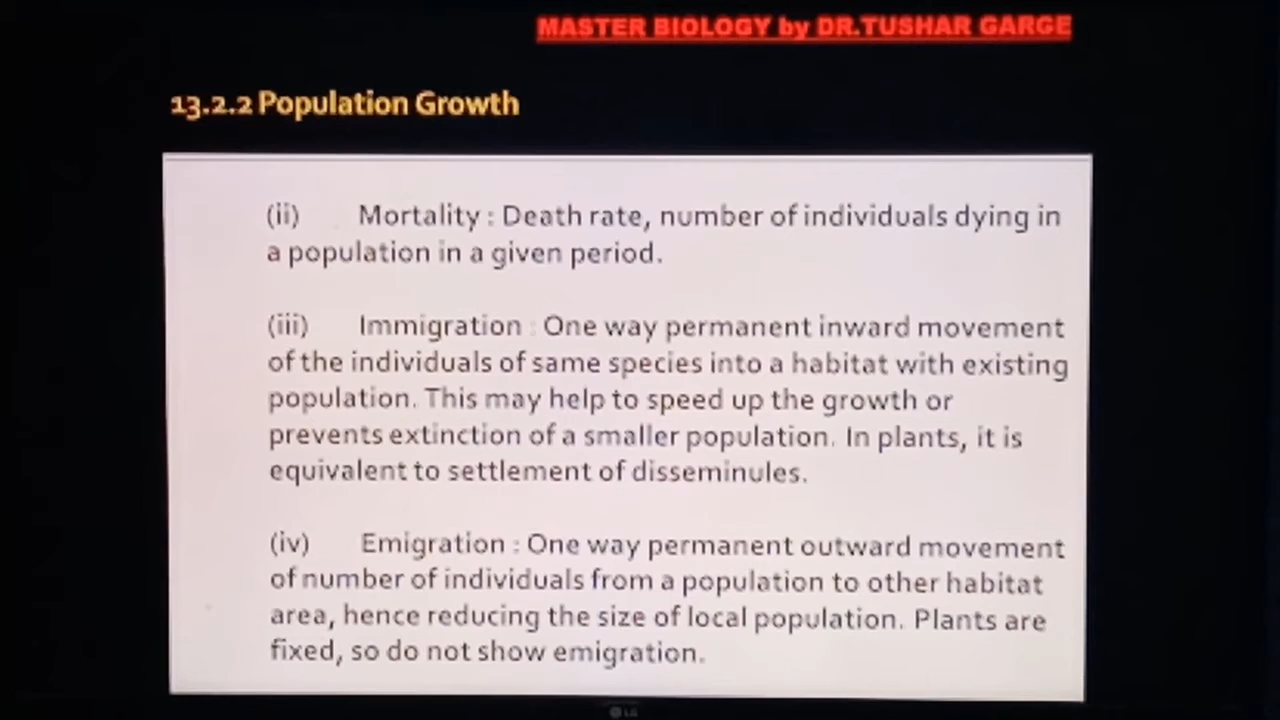 MASTER BIOLOGY by DR.TUSHAR GARGE
13.2.2 Population Growth
(ii) Mortality : Death rate, number of individuals dying in
a population in a given period.
(iii) Immigration : One way permanent inward movement
of the individuals of same species into a habitat with existing
population. This may help to speed up the growth or
prevents extinction of a smaller population. In plants, it is
equivalent to settlement of disseminules.
(iv) Emigration : One way permanent outward movement
of number of individuals from a population to other habitat
area, hence reducing the size of local population. Plants are
fixed, so do not show emigration.
LG